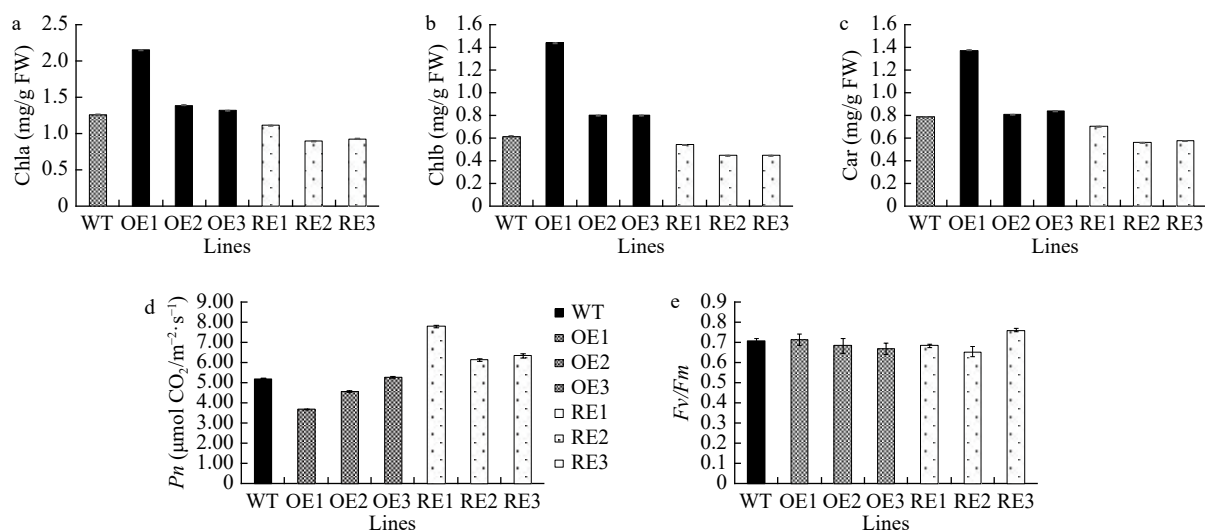 a
Chla (mg/g FW)
2.5
2.0
1.5
1.0
0.5
0
WT OE1 OE2 OE3 RE1 RE2 RE3
Lines
b
Chlb (mg/g FW)
1.6
1.4
1.2
1.0
0.8
0.6
0.4
0.2
0
WT OE1 OE2 OE3 RE1 RE2 RE3
Lines
c
Car (mg/g FW)
1.6
1.4
1.2
1.0
0.8
0.6
0.4
0.2
0
WT OE1 OE2 OE3 RE1 RE2 RE3
Lines
d
Pn (μmol CO₂/m⁻²·s⁻¹)
9.00
8.00
7.00
6.00
5.00
4.00
3.00
2.00
1.00
0.00
WT OE1 OE2 OE3 RE1 RE2 RE3
Lines
WT
OE1
OE2
OE3
RE1
RE2
RE3
e
Fv/Fm
0.9
0.8
0.7
0.6
0.5
0.4
0.3
0.2
0.1
0
WT OE1 OE2 OE3 RE1 RE2 RE3
Lines